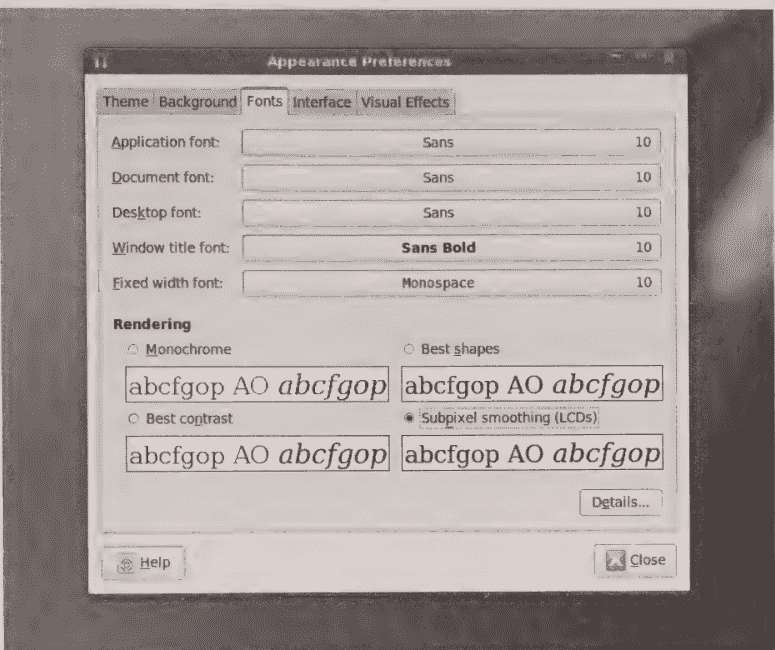 Appearance Preferences
Theme Background Fonts Interface Visual Effects
Application font: Sans 10
Document font: Sans 10
Desktop font: Sans 10
Window title font: Sans Bold 10
Fixed width font: Monospace 10
Rendering
Monochrome Best shapes
abcfgop AO abcfgop abcfgop AO abcfgop
Best contrast Subpixel smoothing (LCDs)
abcfgop AO abcfgop abcfgop AO abcfgop
Details...
Help Close